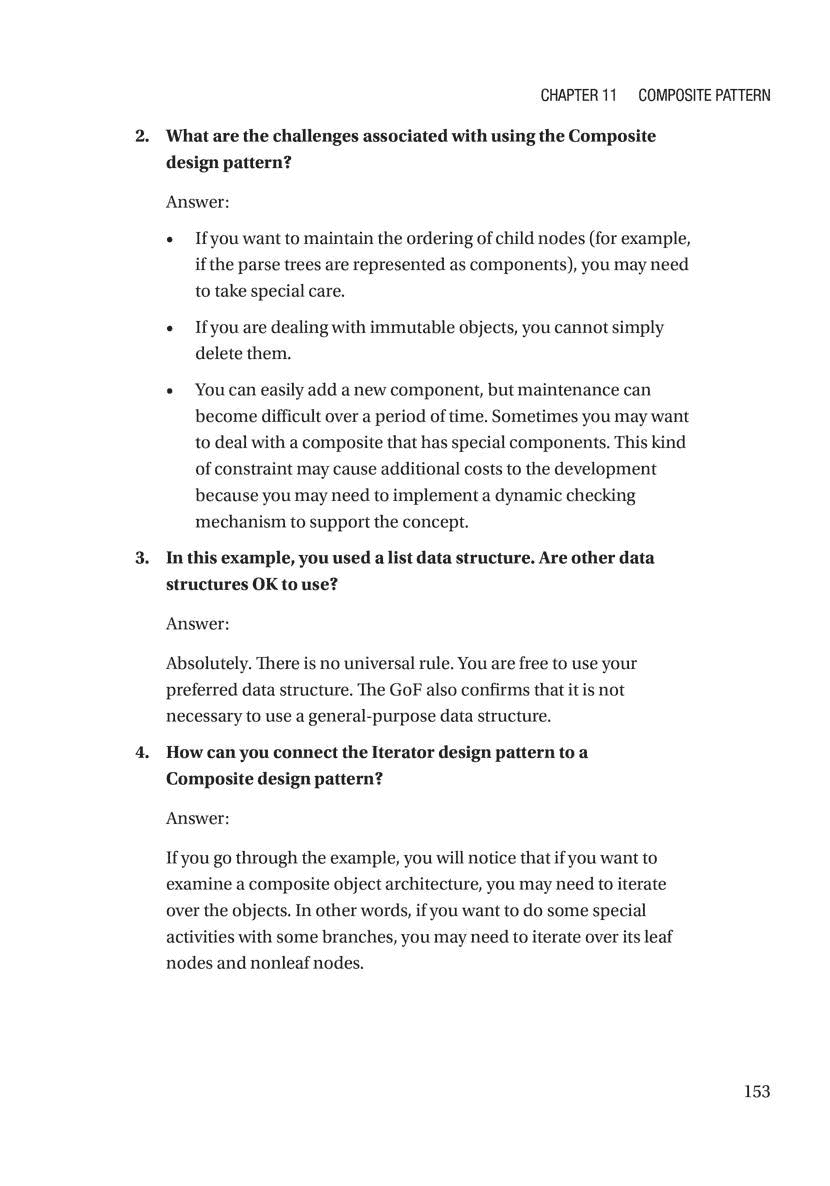 CHAPTER 11 COMPOSITE PATTERN
2. What are the challenges associated with using the Composite
design pattern?
Answer:
• If you want to maintain the ordering of child nodes (for example,
if the parse trees are represented as components), you may need
to take special care.
• If you are dealing with immutable objects, you cannot simply
delete them.
• You can easily add a new component, but maintenance can
become difficult over a period of time. Sometimes you may want
to deal with a composite that has special components. This kind
of constraint may cause additional costs to the development
because you may need to implement a dynamic checking
mechanism to support the concept.
3. In this example, you used a list data structure. Are other data
structures OK to use?
Answer:
Absolutely. There is no universal rule. You are free to use your
preferred data structure. The GoF also confirms that it is not
necessary to use a general-purpose data structure.
4. How can you connect the Iterator design pattern to a
Composite design pattern?
Answer:
If you go through the example, you will notice that if you want to
examine a composite object architecture, you may need to iterate
over the objects. In other words, if you want to do some special
activities with some branches, you may need to iterate over its leaf
nodes and nonleaf nodes.
153